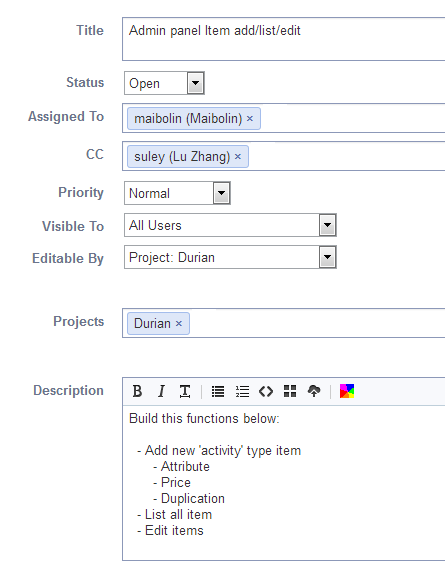 Title Admin panel Item add/list/edit
Status Open
Assigned To maibolin (Maibolin) ×
CC suley (Lu Zhang) ×
Priority Normal
Visible To All Users
Editable By Project: Durian
Projects Durian ×
Description B I T
Build this functions below:
- Add new 'activity' type item
- Attribute
- Price
- Duplication
- List all item
- Edit items